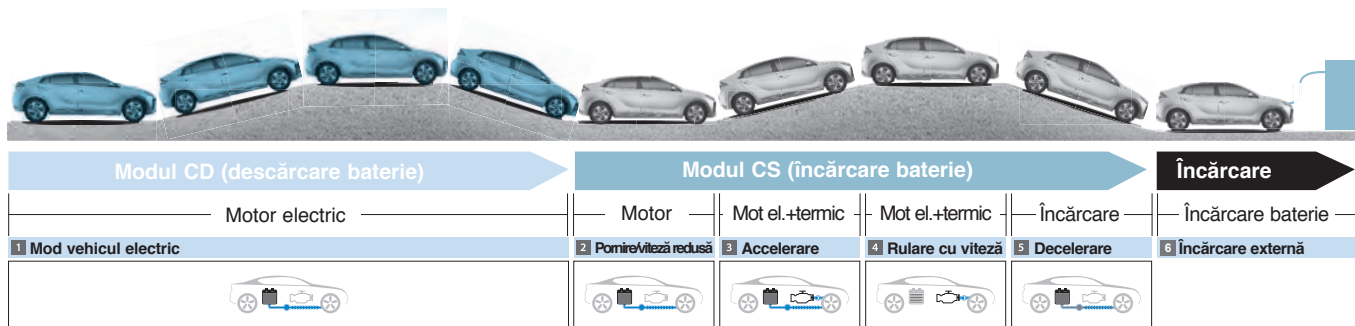 Modul CD (descărcare baterie)
Modul CS (încărcare baterie)
Încărcare
Motor electric
Motor
Mot el.+termic
Mot el.+termic
Încărcare
Încărcare baterie
1 Mod vehicul electric
2 Pornire/viteză redusă
3 Accelerare
4 Rulare cu viteză
5 Decelerare
6 Încărcare externă